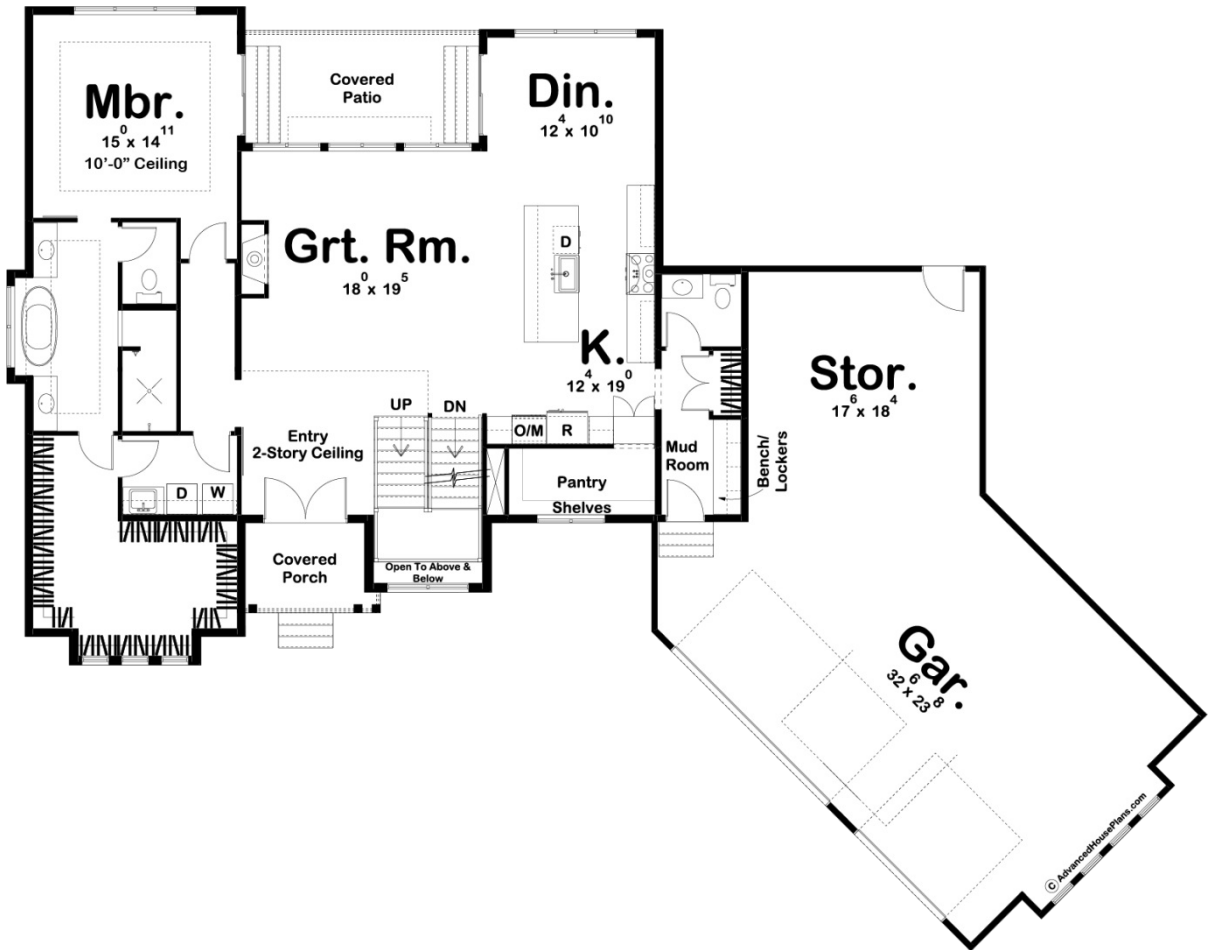 Mbr.
15⁰ x 14¹¹
10'-0" Ceiling
Covered
Patio
Din.
12⁴ x 10¹⁰
Grt. Rm.
18⁰ x 19⁵
D
K.
12⁴ x 19⁰
Stor.
17⁶ x 18⁴
UP
DN
O/M
R
Entry
2-Story Ceiling
Mud
Room
Bench/
Lockers
Pantry
Shelves
D
W
Covered
Porch
Open To Above &
Below
Gar.
32⁶ x 23⁸
© AdvancedHousePlans.com